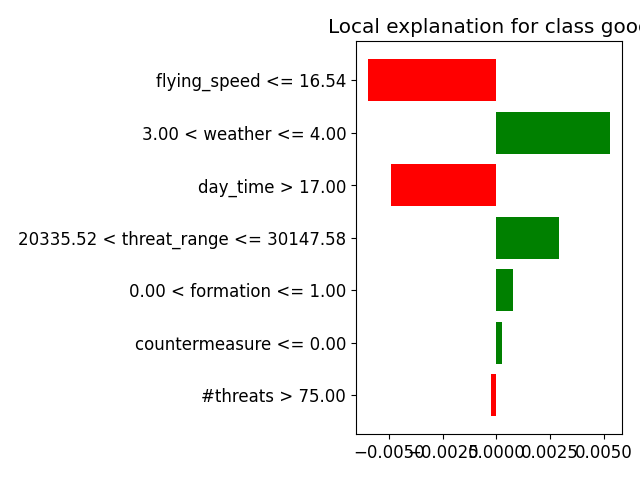 Local explanation for class good
flying_speed <= 16.54
3.00 < weather <= 4.00
day_time > 17.00
20335.52 < threat_range <= 30147.58
0.00 < formation <= 1.00
countermeasure <= 0.00
#threats > 75.00
−0.0050 −0.0025 0.0000 0.0025 0.0050